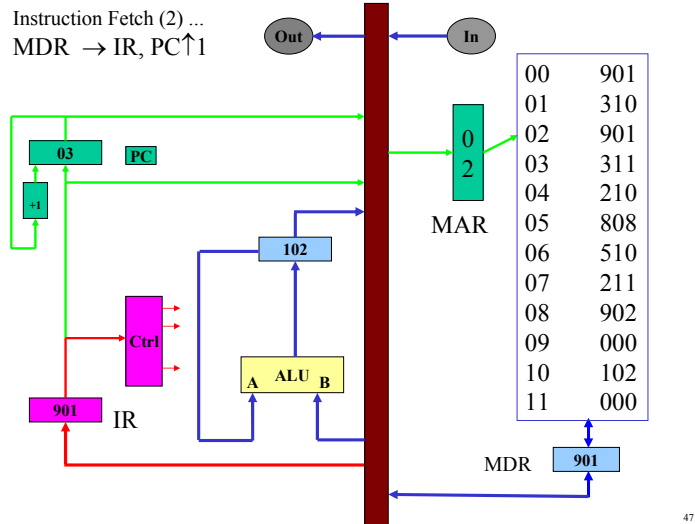 Instruction Fetch (2) ...
MDR → IR, PC↑1
Out
In
03
PC
+1
102
Ctrl
ALU
A
B
901
IR
0
2
MAR
00 901
01 310
02 901
03 311
04 210
05 808
06 510
07 211
08 902
09 000
10 102
11 000
MDR
901
47